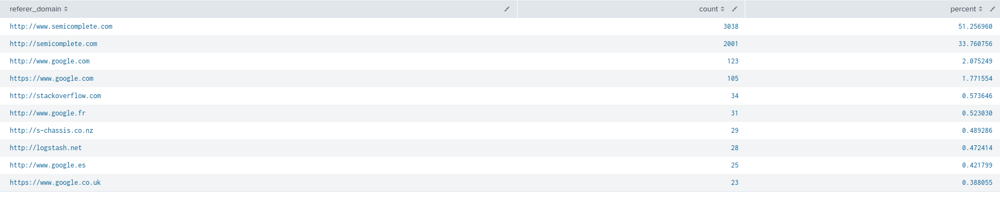 referer_domain count percent
http://www.semicomplete.com 3038 51.256960
http://semicomplete.com 2001 33.760756
http://www.google.com 123 2.075249
https://www.google.com 105 1.771554
http://stackoverflow.com 34 0.573646
http://www.google.fr 31 0.523030
http://s-chassis.co.nz 29 0.489286
http://logstash.net 28 0.472414
http://www.google.es 25 0.421799
https://www.google.co.uk 23 0.388055